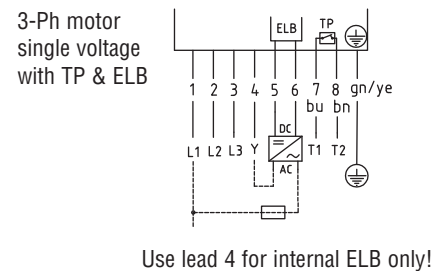 3-Ph motor
single voltage
with TP & ELB
ELB TP
1 2 3 4 5 6 7 8 gn/ye
bu bn
DC
L1 L2 L3 Y T1 T2
AC
Use lead 4 for internal ELB only!